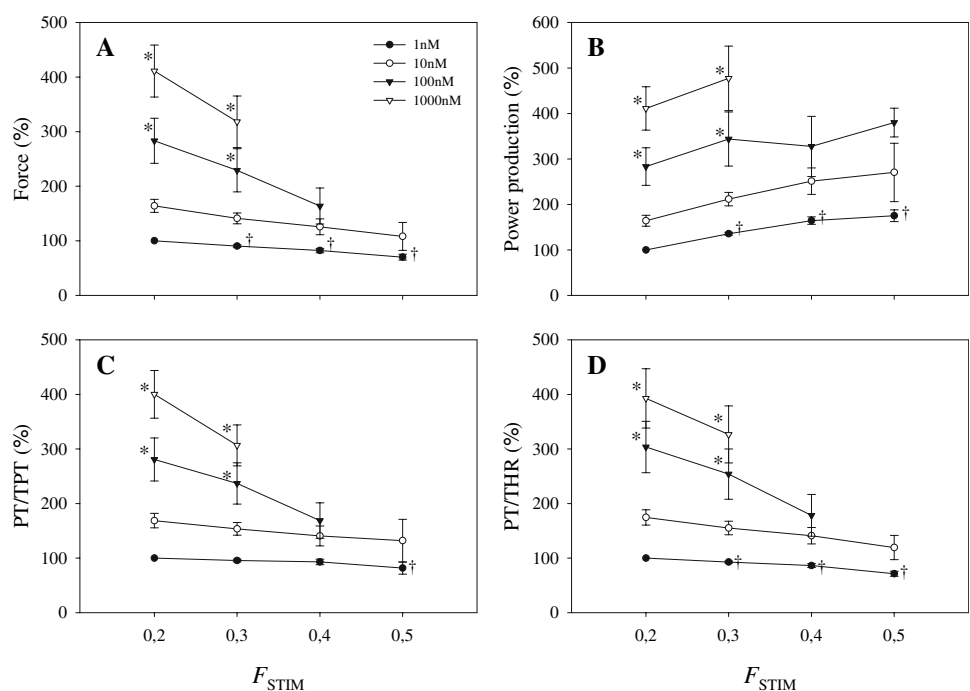 A
Force (%)
500
400
300
200
100
0
* * * *
† † †
1nM
10nM
100nM
1000nM
B
Power production (%)
600
500
400
300
200
100
0
* * * *
† † †
C
PT/TPT (%)
500
400
300
200
100
0
* * * *
†
0,2 0,3 0,4 0,5
F STIM
D
PT/THR (%)
500
400
300
200
100
0
* * * *
† † †
0,2 0,3 0,4 0,5
F STIM